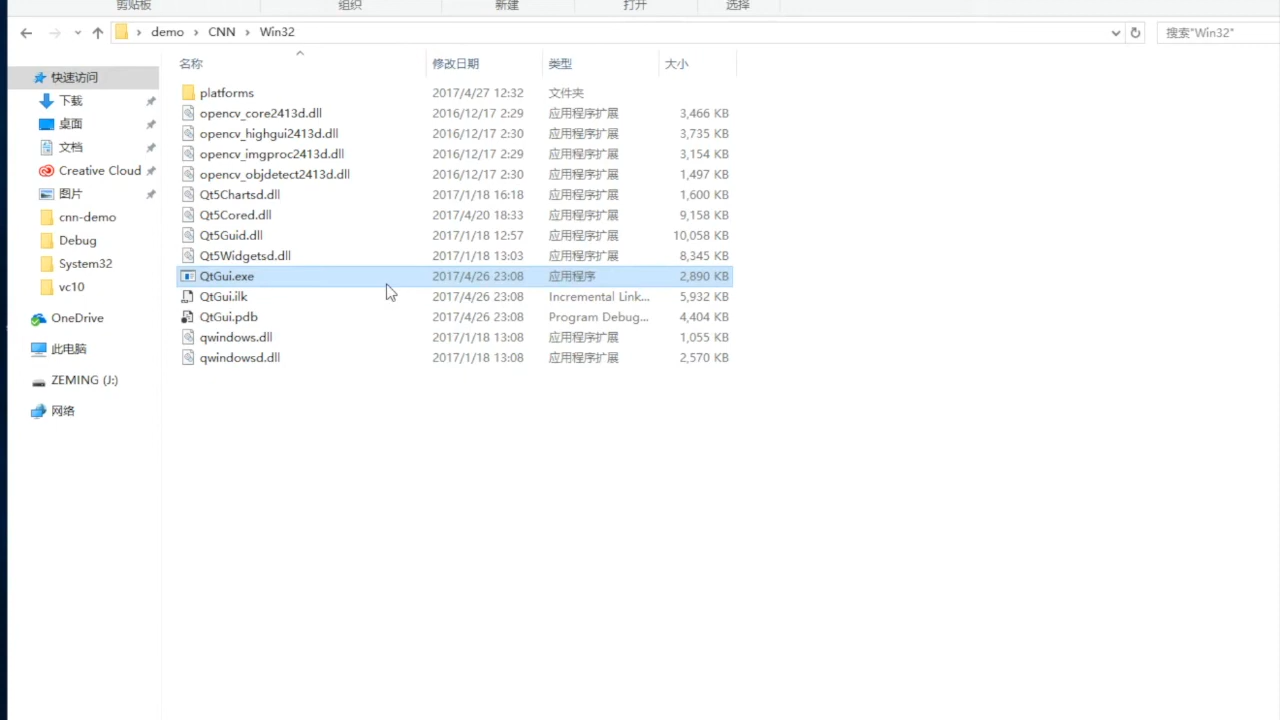 剪贴板 组织 新建 打开 选择
demo CNN Win32 搜索"Win32"
名称 修改日期 类型 大小
快速访问
下载
桌面
文档
Creative Cloud
图片
cnn-demo
Debug
System32
vc10
OneDrive
此电脑
ZEMING (J:)
网络
platforms 2017/4/27 12:32 文件夹
opencv_core2413d.dll 2016/12/17 2:29 应用程序扩展 3,466 KB
opencv_highgui2413d.dll 2016/12/17 2:30 应用程序扩展 3,735 KB
opencv_imgproc2413d.dll 2016/12/17 2:29 应用程序扩展 3,154 KB
opencv_objdetect2413d.dll 2016/12/17 2:30 应用程序扩展 1,497 KB
Qt5Chartsd.dll 2017/1/18 16:18 应用程序扩展 1,600 KB
Qt5Cored.dll 2017/4/20 18:33 应用程序扩展 9,158 KB
Qt5Guid.dll 2017/1/18 12:57 应用程序扩展 10,058 KB
Qt5Widgetsd.dll 2017/1/18 13:03 应用程序扩展 8,345 KB
QtGui.exe 2017/4/26 23:08 应用程序 2,890 KB
QtGui.ilk 2017/4/26 23:08 Incremental Link... 5,932 KB
QtGui.pdb 2017/4/26 23:08 Program Debug... 4,404 KB
qwindows.dll 2017/1/18 13:08 应用程序扩展 1,055 KB
qwindowsd.dll 2017/1/18 13:08 应用程序扩展 2,570 KB